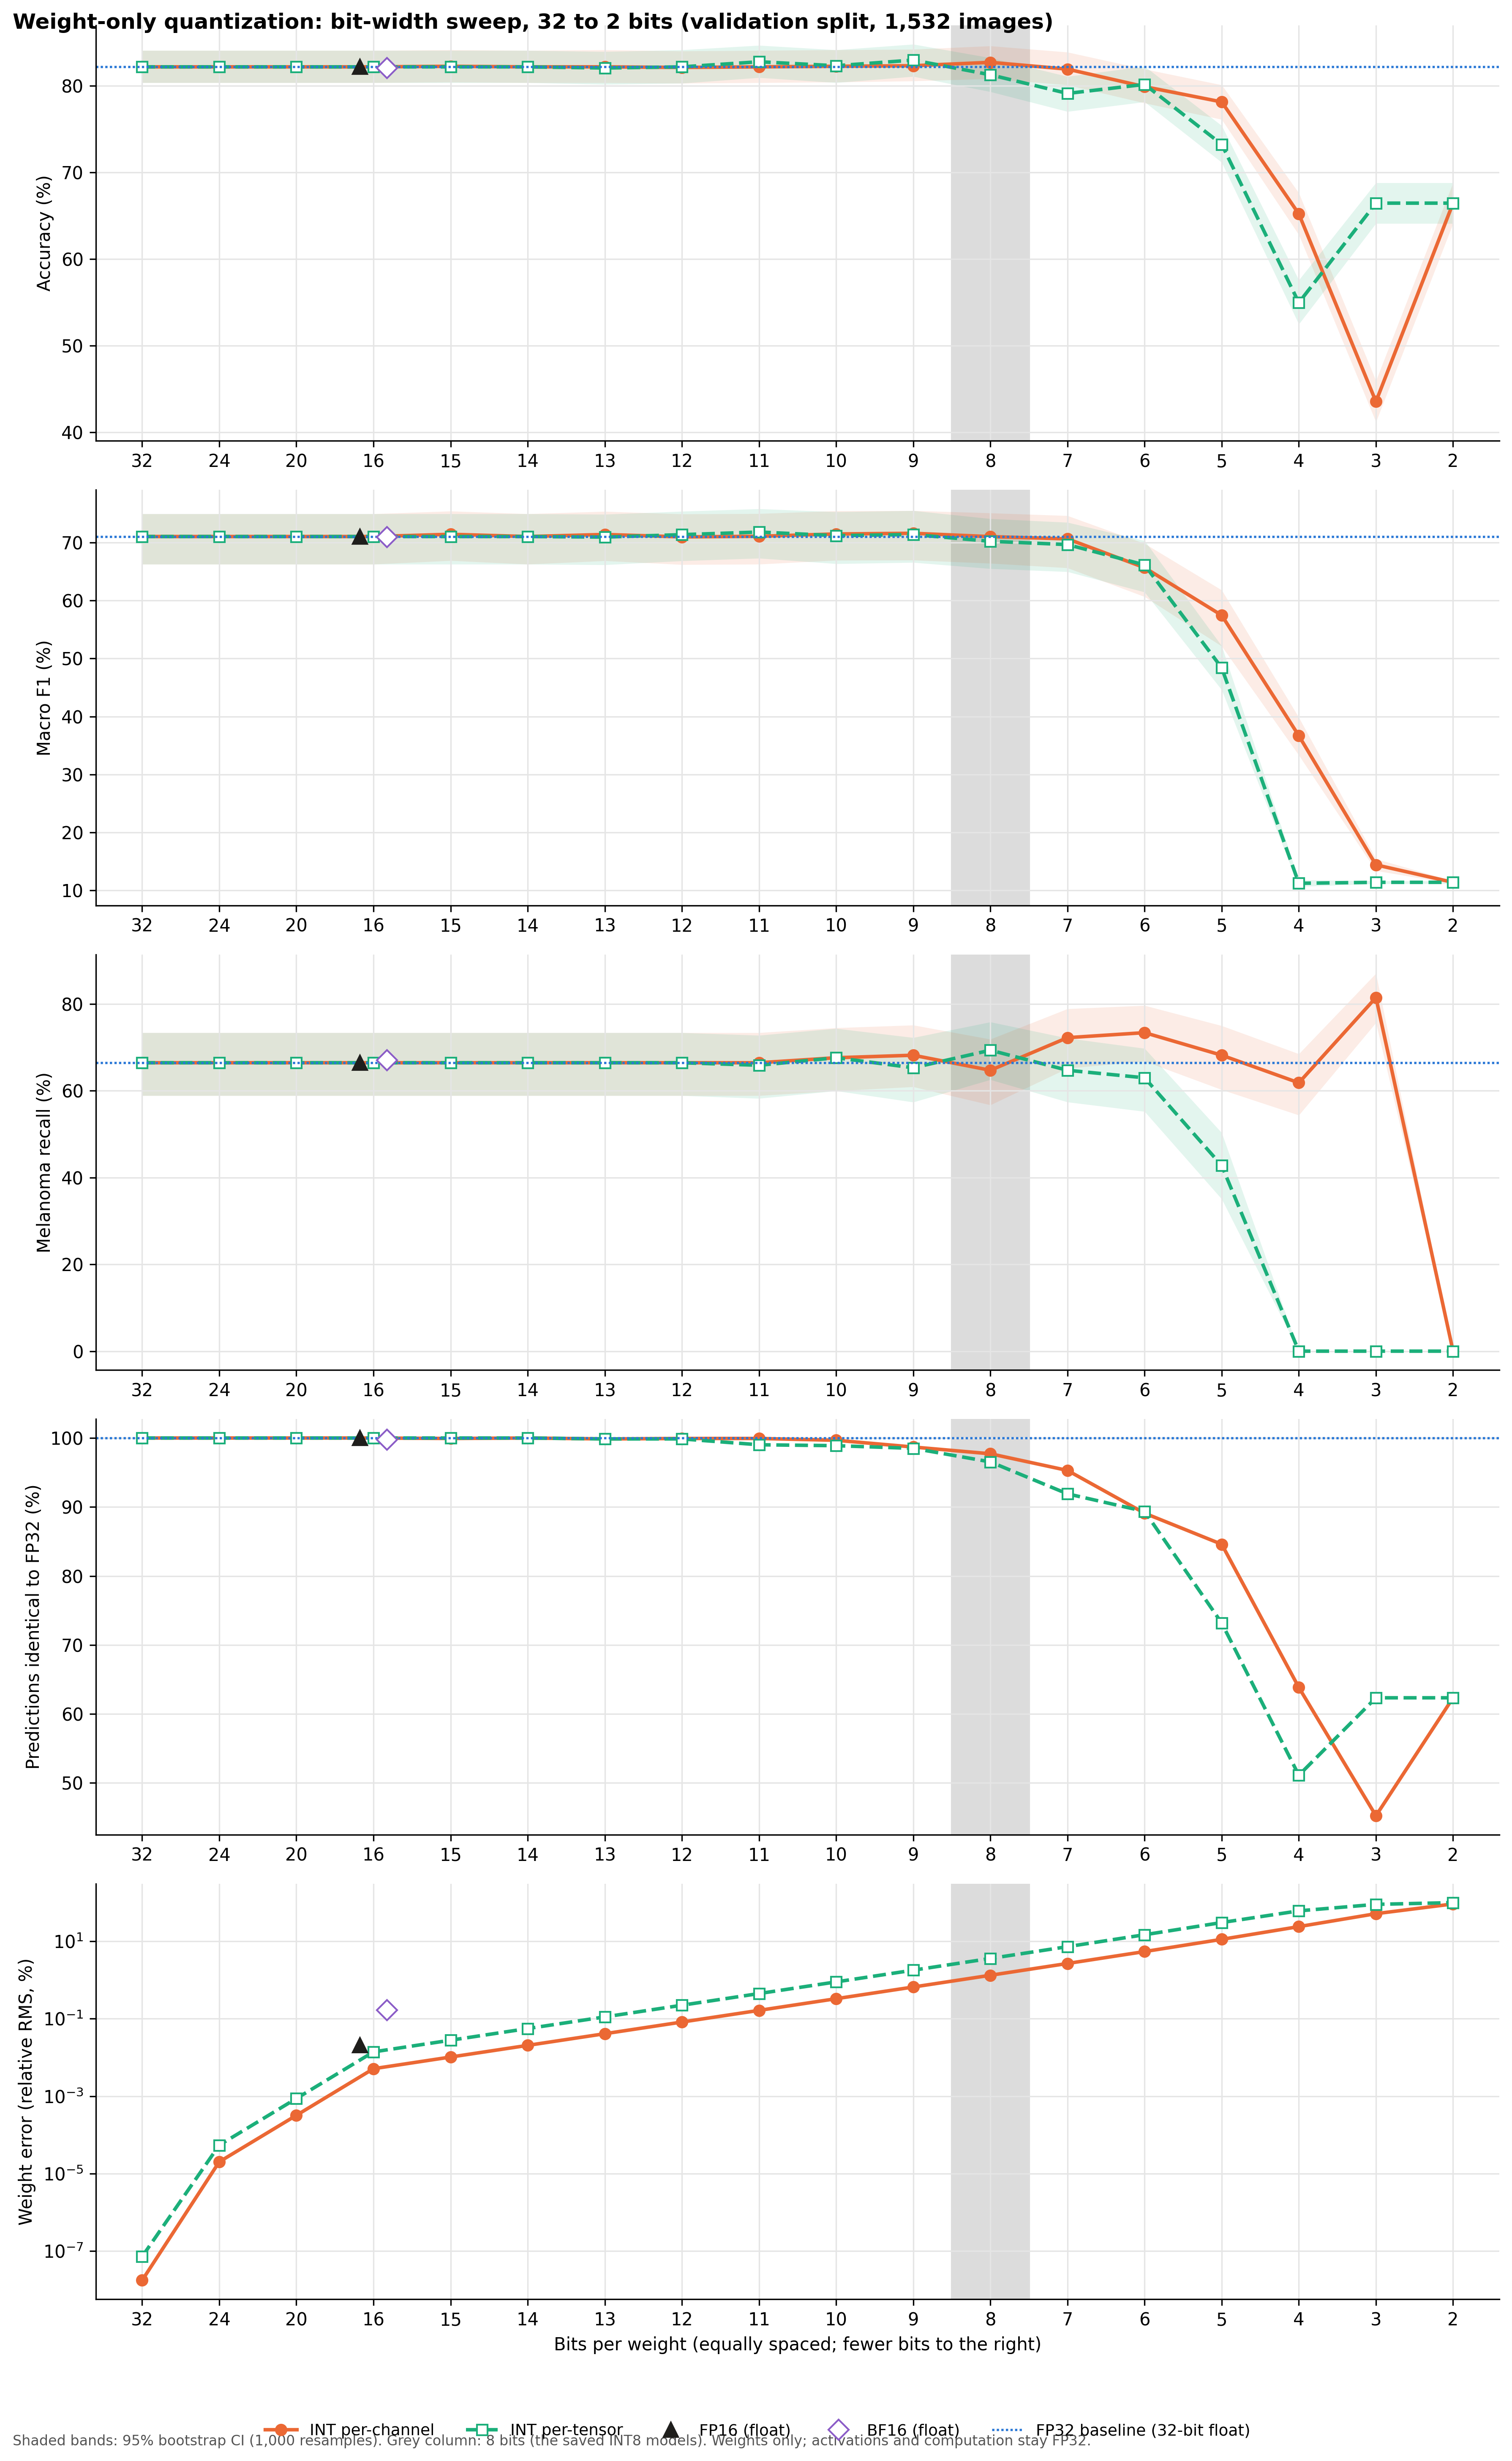 Weight-only quantization: bit-width sweep, 32 to 2 bits (validation split, 1,532 images)
Accuracy (%)
80
70
60
50
40
32 24 20 16 15 14 13 12 11 10 9 8 7 6 5 4 3 2
Macro F1 (%)
70
60
50
40
30
20
10
32 24 20 16 15 14 13 12 11 10 9 8 7 6 5 4 3 2
Melanoma recall (%)
80
60
40
20
0
32 24 20 16 15 14 13 12 11 10 9 8 7 6 5 4 3 2
Predictions identical to FP32 (%)
100
90
80
70
60
50
32 24 20 16 15 14 13 12 11 10 9 8 7 6 5 4 3 2
Weight error (relative RMS, %)
10¹
10⁻¹
10⁻³
10⁻⁵
10⁻⁷
32 24 20 16 15 14 13 12 11 10 9 8 7 6 5 4 3 2
Bits per weight (equally spaced; fewer bits to the right)
INT per-channel INT per-tensor FP16 (float) BF16 (float) FP32 baseline (32-bit float)
Shaded bands: 95% bootstrap CI (1,000 resamples). Grey column: 8 bits (the saved INT8 models). Weights only; activations and computation stay FP32.